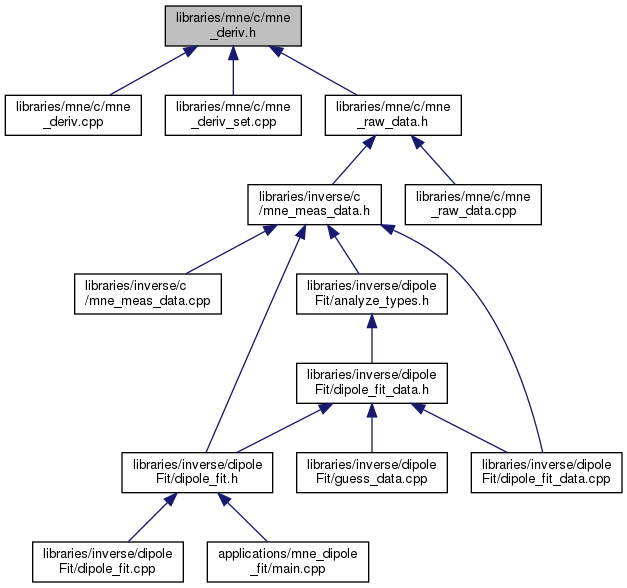 libraries/mne/c/mne
_deriv.h
libraries/mne/c/mne
_deriv.cpp
libraries/mne/c/mne
_deriv_set.cpp
libraries/mne/c/mne
_raw_data.h
libraries/inverse/c
/mne_meas_data.h
libraries/mne/c/mne
_raw_data.cpp
libraries/inverse/c
/mne_meas_data.cpp
libraries/inverse/dipole
Fit/analyze_types.h
libraries/inverse/dipole
Fit/dipole_fit_data.h
libraries/inverse/dipole
Fit/dipole_fit.h
libraries/inverse/dipole
Fit/guess_data.cpp
libraries/inverse/dipole
Fit/dipole_fit_data.cpp
libraries/inverse/dipole
Fit/dipole_fit.cpp
applications/mne_dipole
_fit/main.cpp